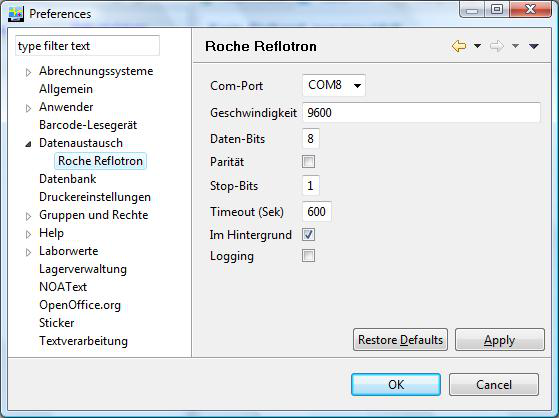 Preferences
type filter text
Abrechnungssysteme
Allgemein
Anwender
Barcode-Lesegerät
Datenaustausch
Roche Reflotron
Datenbank
Druckereinstellungen
Gruppen und Rechte
Help
Laborwerte
Lagerverwaltung
NOAText
OpenOffice.org
Sticker
Textverarbeitung
Roche Reflotron
Com-Port COM8
Geschwindigkeit 9600
Daten-Bits 8
Parität
Stop-Bits 1
Timeout (Sek) 600
Im Hintergrund
Logging
Restore Defaults Apply
OK Cancel